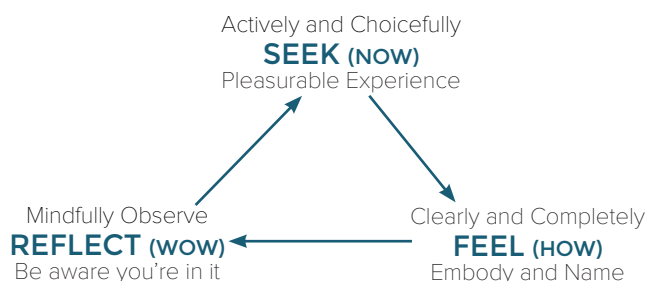 Actively and Choicefully
SEEK (NOW)
Pleasurable Experience
Mindfully Observe
REFLECT (WOW)
Be aware you're in it
Clearly and Completely
FEEL (HOW)
Embody and Name